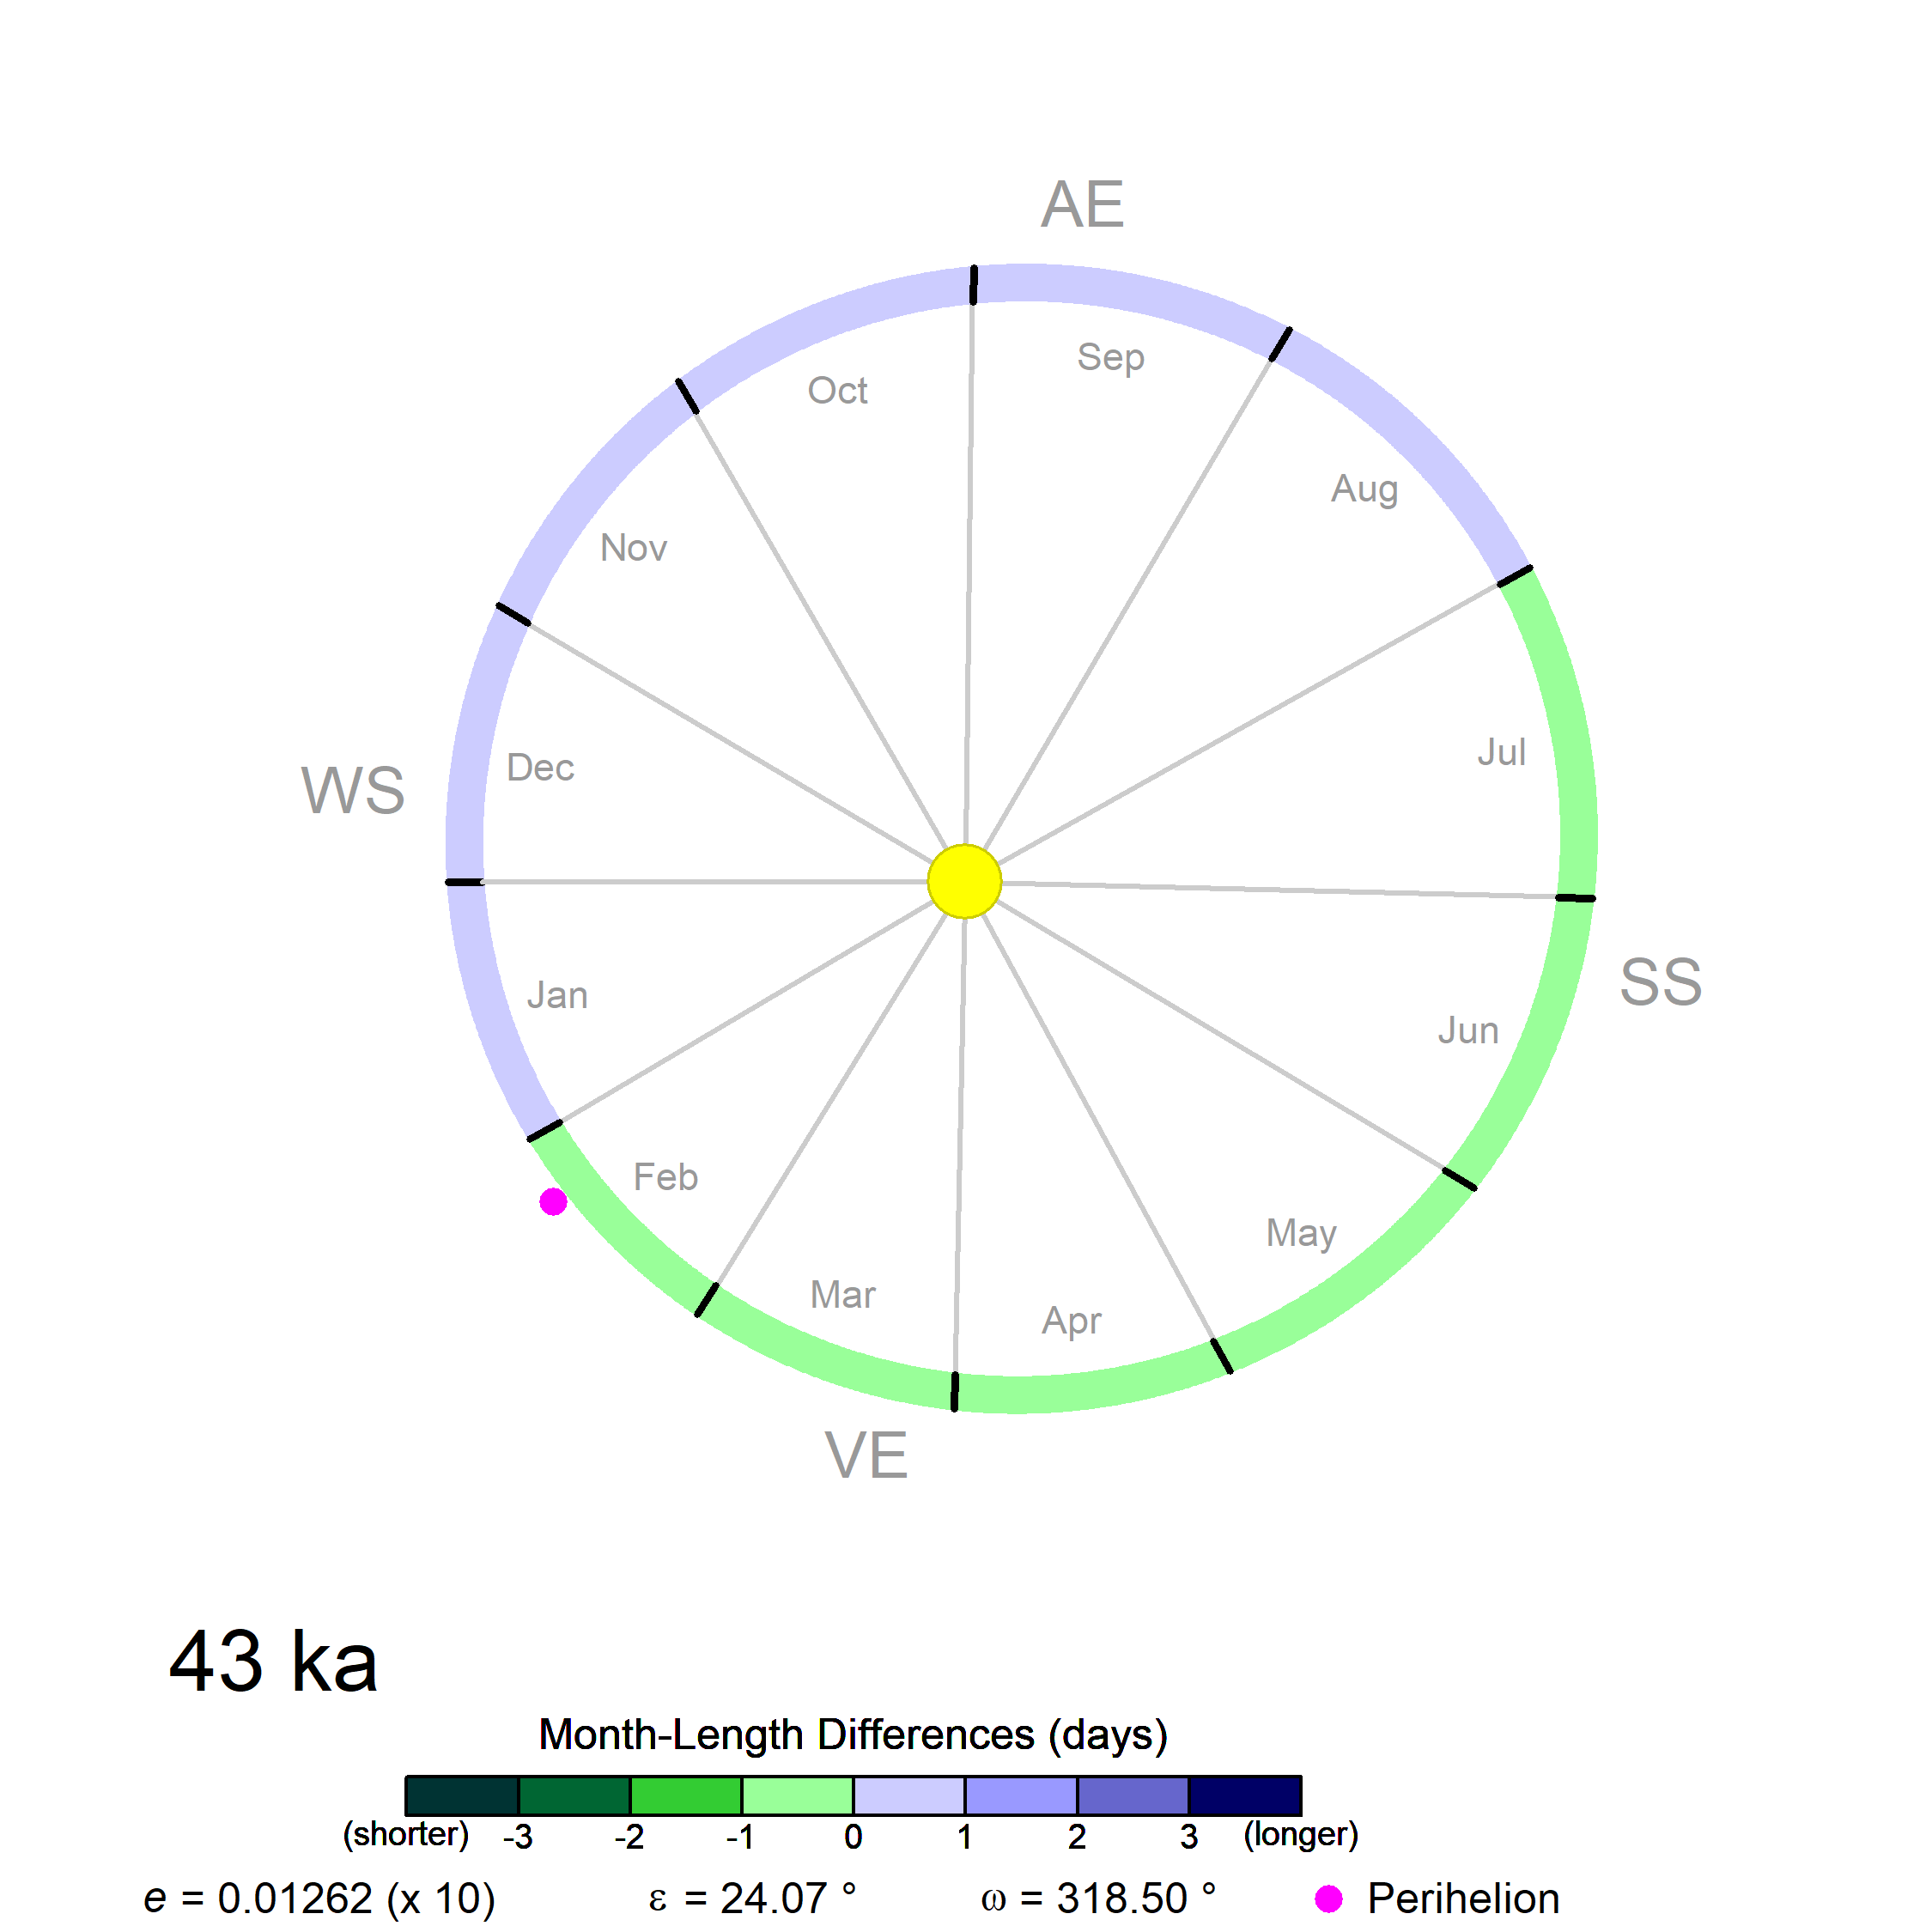 AE
Sep
Oct
Aug
Nov
Jul
Dec
WS
SS
Jan
Jun
Feb
May
Mar
Apr
VE
43 ka
Month-Length Differences (days)
(shorter) -3 -2 -1 0 1 2 3 (longer)
e = 0.01262 (x 10) ε = 24.07 ° ω = 318.50 ° Perihelion